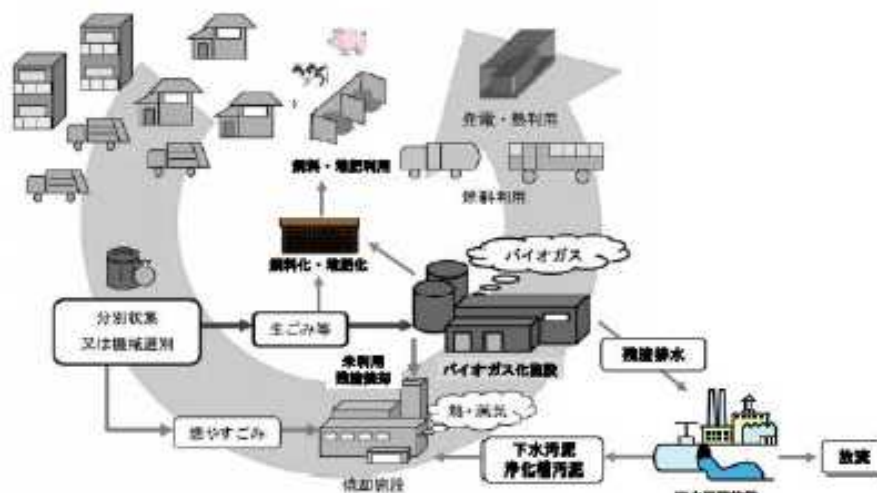 発電・熱利用
飼料・堆肥利用
燃料利用
バイオガス
飼料化・堆肥化
分別収集
又は機械選別
生ごみ等
残渣排水
未利用
残渣焼却
バイオガス化施設
熱・蒸気
燃やすごみ
下水汚泥
浄化槽汚泥
放流
焼却施設